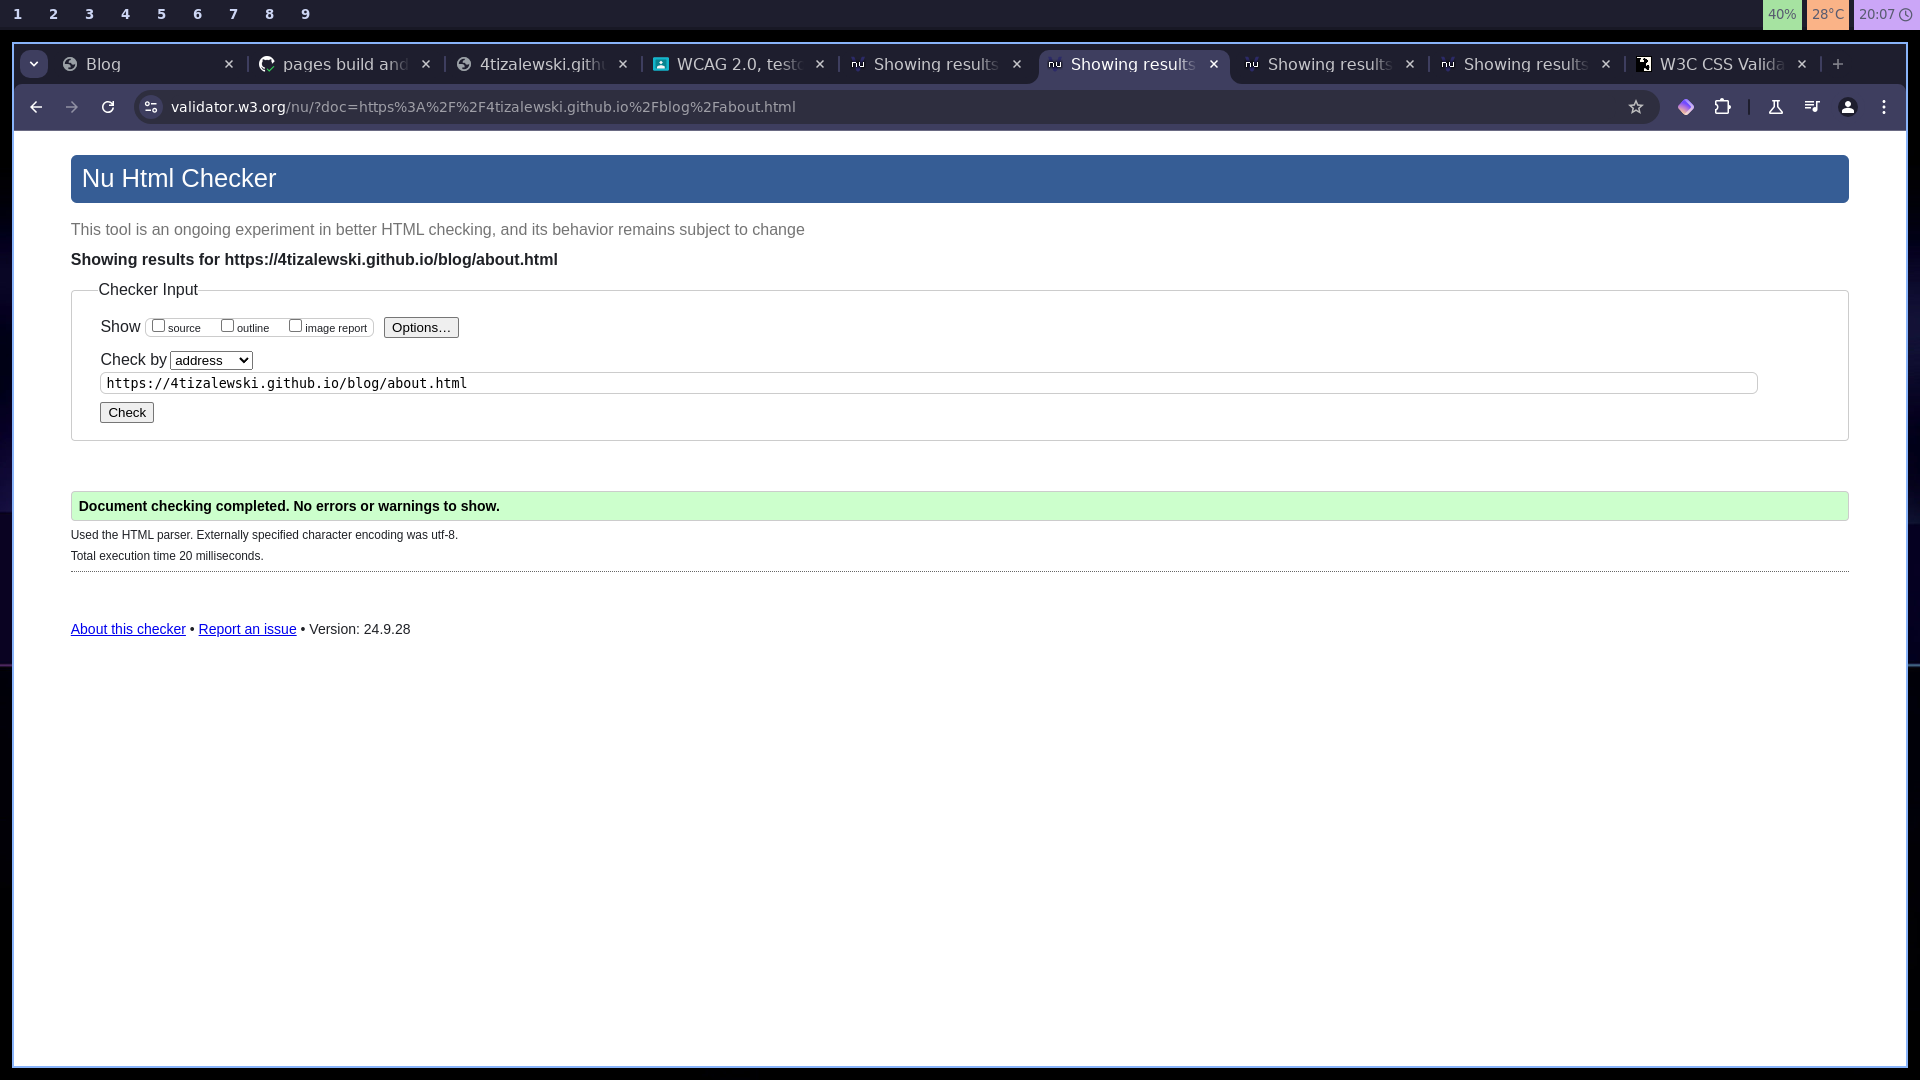 1 2 3 4 5 6 7 8 9 40% 28°C 20:07
Blog pages build and 4tizalewski.gith WCAG 2.0, test Showing results Showing results Showing results Showing results W3C CSS Valida
validator.w3.org/nu/?doc=https%3A%2F%2F4tizalewski.github.io%2Fblog%2Fabout.html
Nu Html Checker
This tool is an ongoing experiment in better HTML checking, and its behavior remains subject to change
Showing results for https://4tizalewski.github.io/blog/about.html
Checker Input
Show source outline image report Options...
Check by address
https://4tizalewski.github.io/blog/about.html
Check
Document checking completed. No errors or warnings to show.
Used the HTML parser. Externally specified character encoding was utf-8.
Total execution time 20 milliseconds.
About this checker • Report an issue • Version: 24.9.28